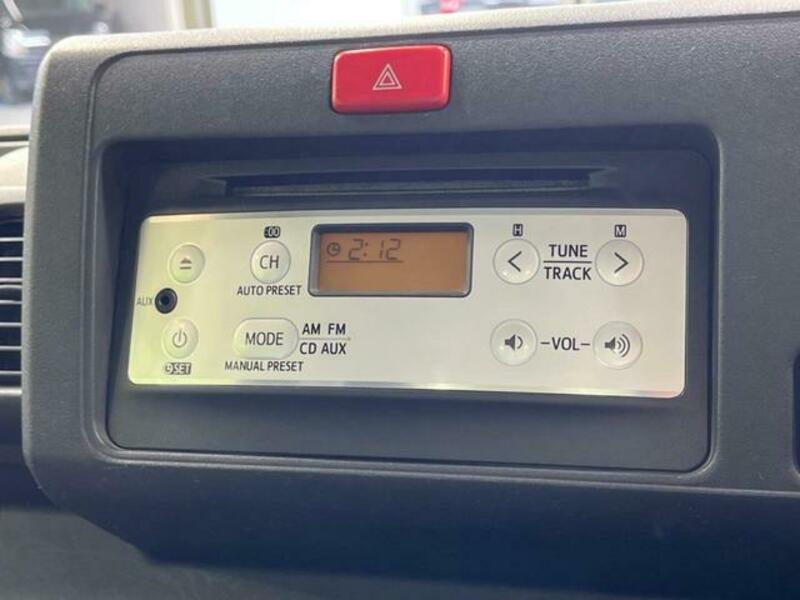 :00
H
M
CH
2:12
<
TUNE
>
TRACK
AUTO PRESET
AUX
MODE
AM FM
CD AUX
-VOL-
SET
MANUAL PRESET